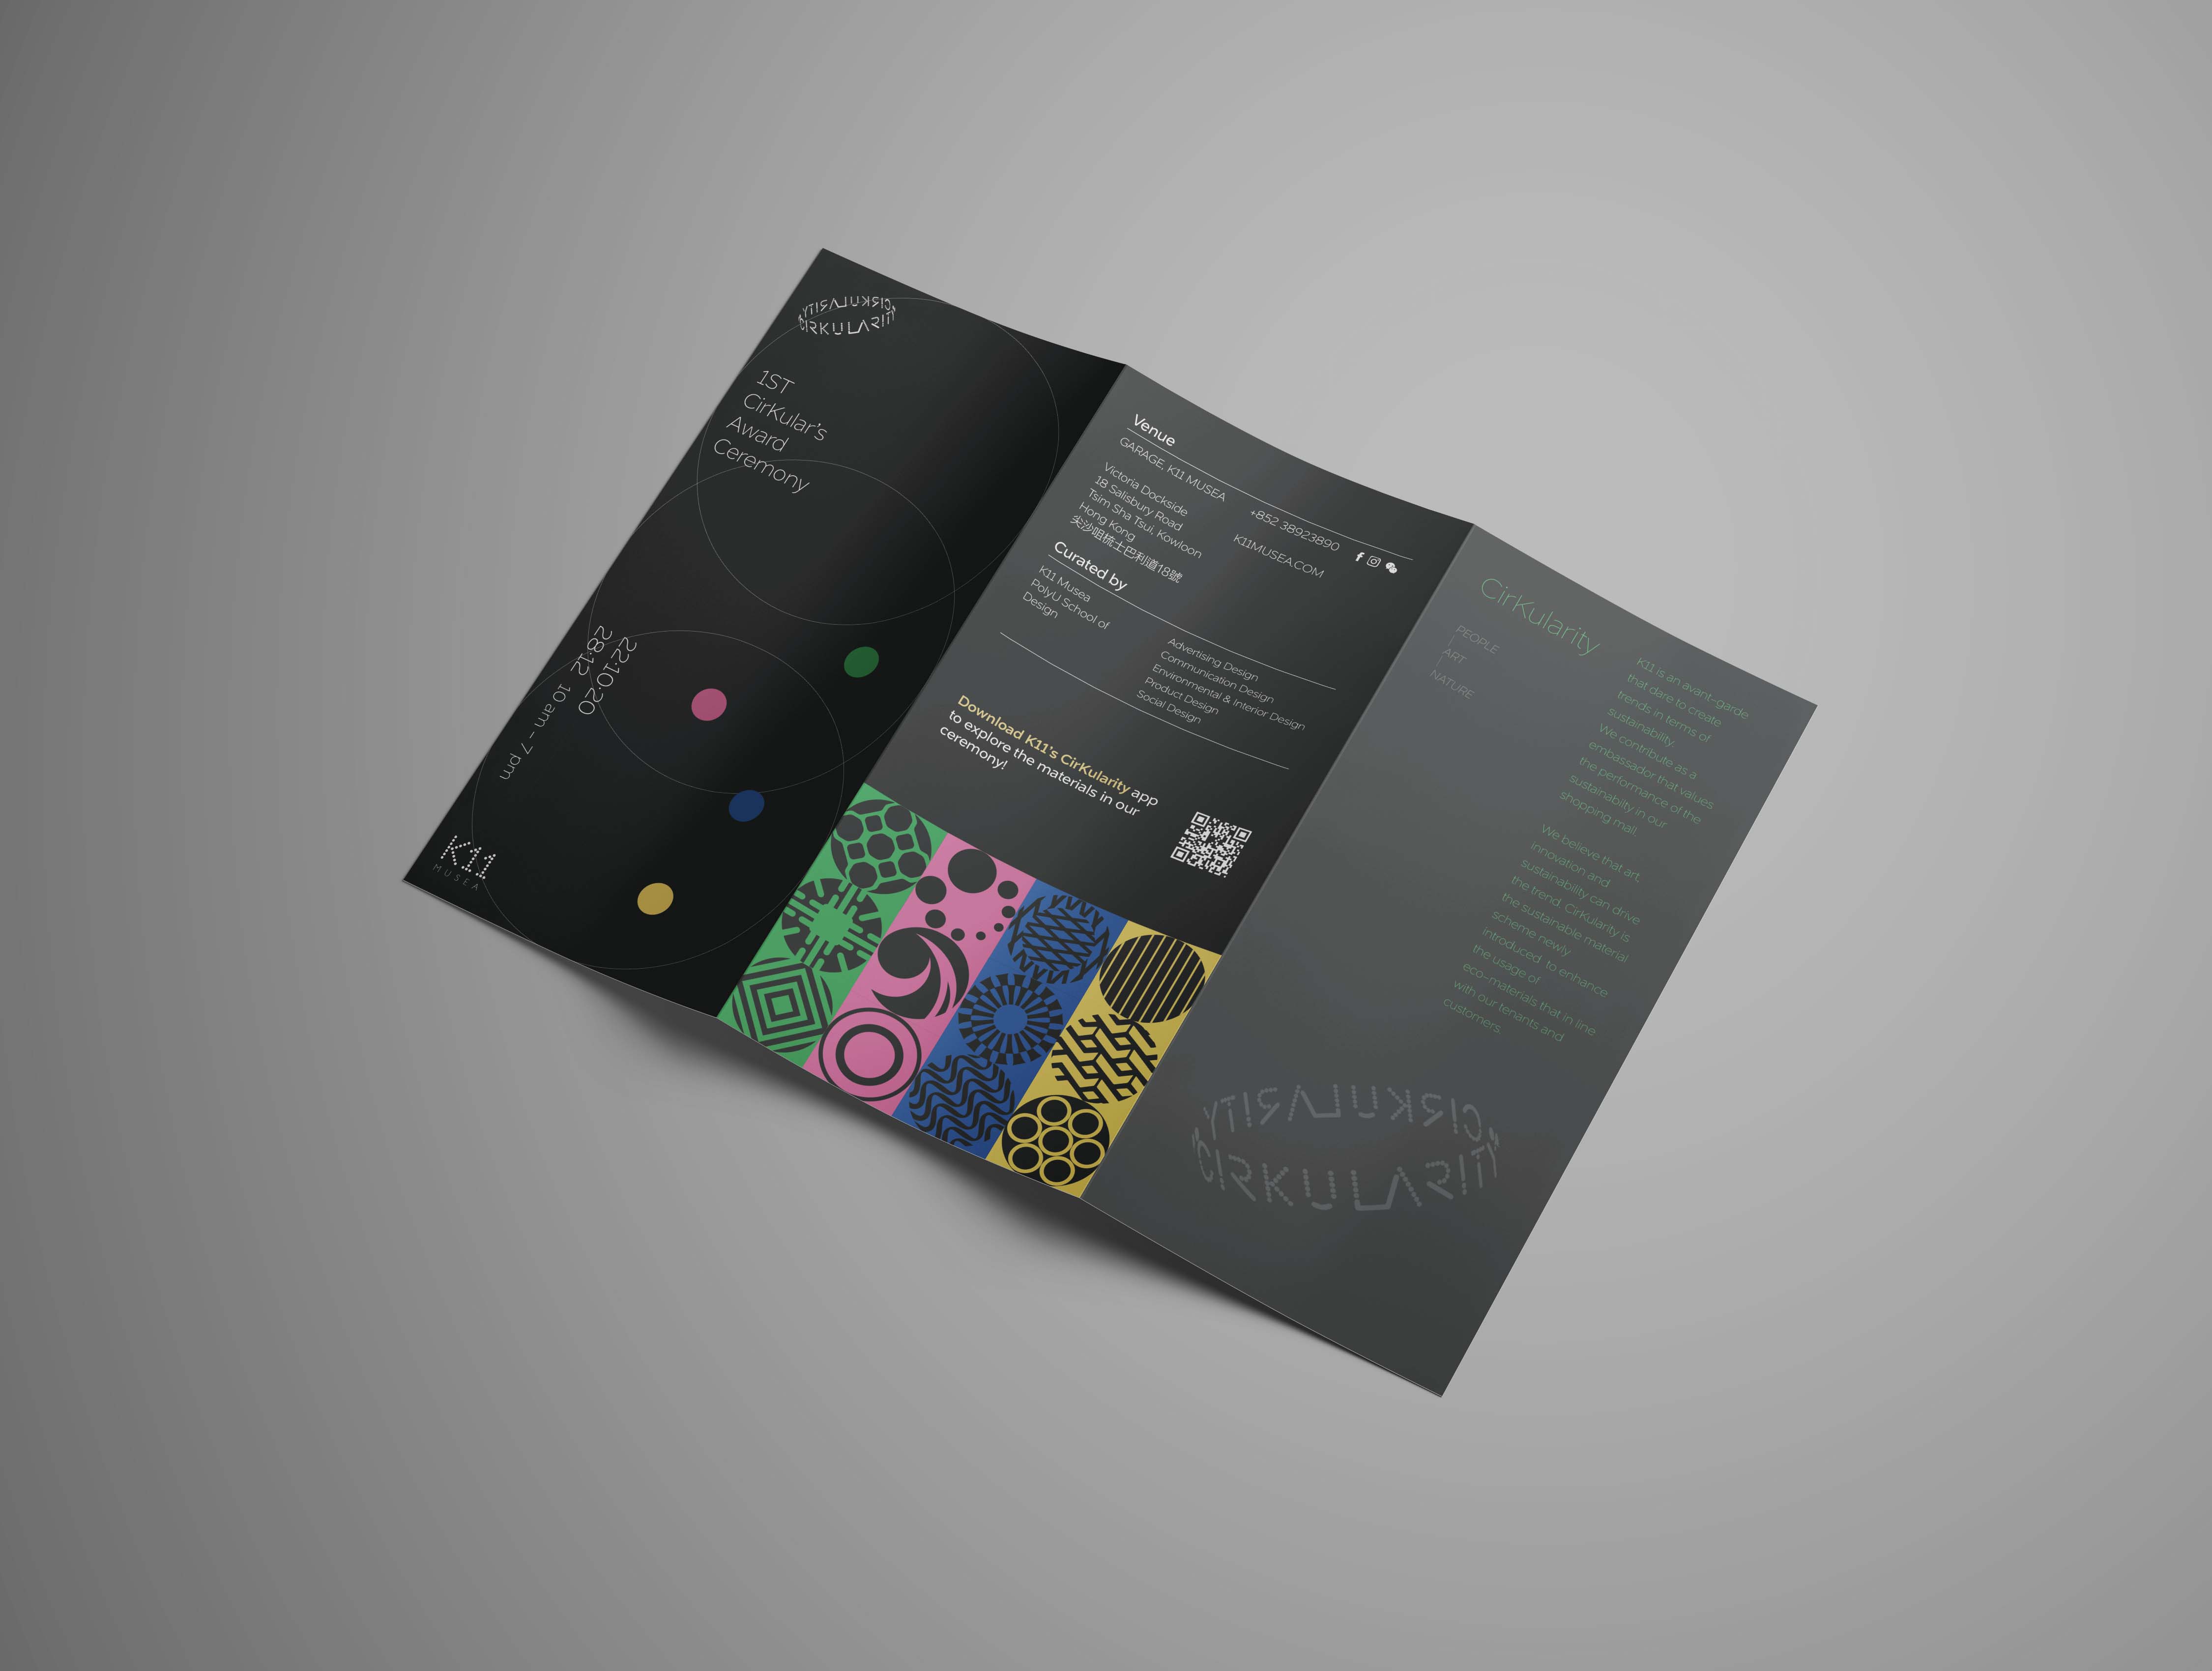 CIRKULARITY
CIRKULARITY
1ST
CirKular's
Award
Ceremony
22.10.20
28.12
10 am – 7 pm
K11
MUSEA
Venue
GARAGE, K11 MUSEA
Victoria Dockside
18 Salisbury Road
Tsim Sha Tsui, Kowloon
Hong Kong
尖沙咀梳士巴利道18號
+852 38923890
K11MUSEA.COM
Curated by
K11 Musea
PolyU School of
Design
Advertising Design
Communication Design
Environmental & Interior Design
Product Design
Social Design
Download K11's CirKularity app
to explore the materials in our
ceremony!
CirKularity
PEOPLE
ART
NATURE
K11 is an avant-garde
that dare to create
trends in terms of
sustainability.
We contribute as a
embassador that values
the performance of the
sustainabilty in our
shopping mall.
We believe that art,
innovation and
sustainability can drive
the trend. CirKularity is
the sustainable material
scheme newly
introduced to enhance
the usage of
eco-materials that in line
with our tenants and
customers.
CIRKULARITY
CIRKULARITY